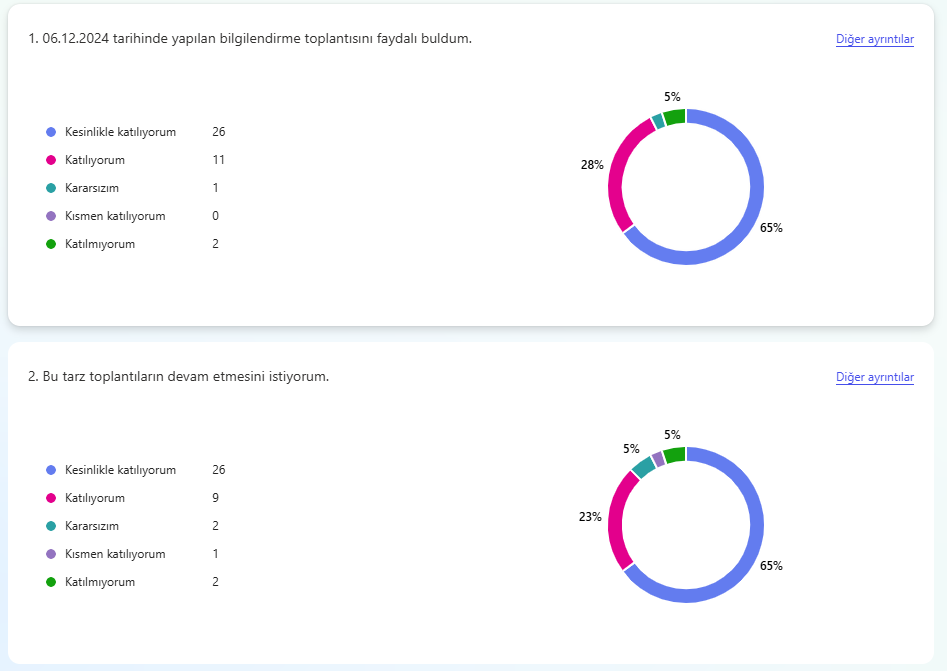 1. 06.12.2024 tarihinde yapılan bilgilendirme toplantısını faydalı buldum.
Diğer ayrıntılar
Kesinlikle katılıyorum 26
Katılıyorum 11
Kararsızım 1
Kısmen katılıyorum 0
Katılmıyorum 2
5%
28%
65%
2. Bu tarz toplantıların devam etmesini istiyorum.
Diğer ayrıntılar
Kesinlikle katılıyorum 26
Katılıyorum 9
Kararsızım 2
Kısmen katılıyorum 1
Katılmıyorum 2
5%
5%
23%
65%